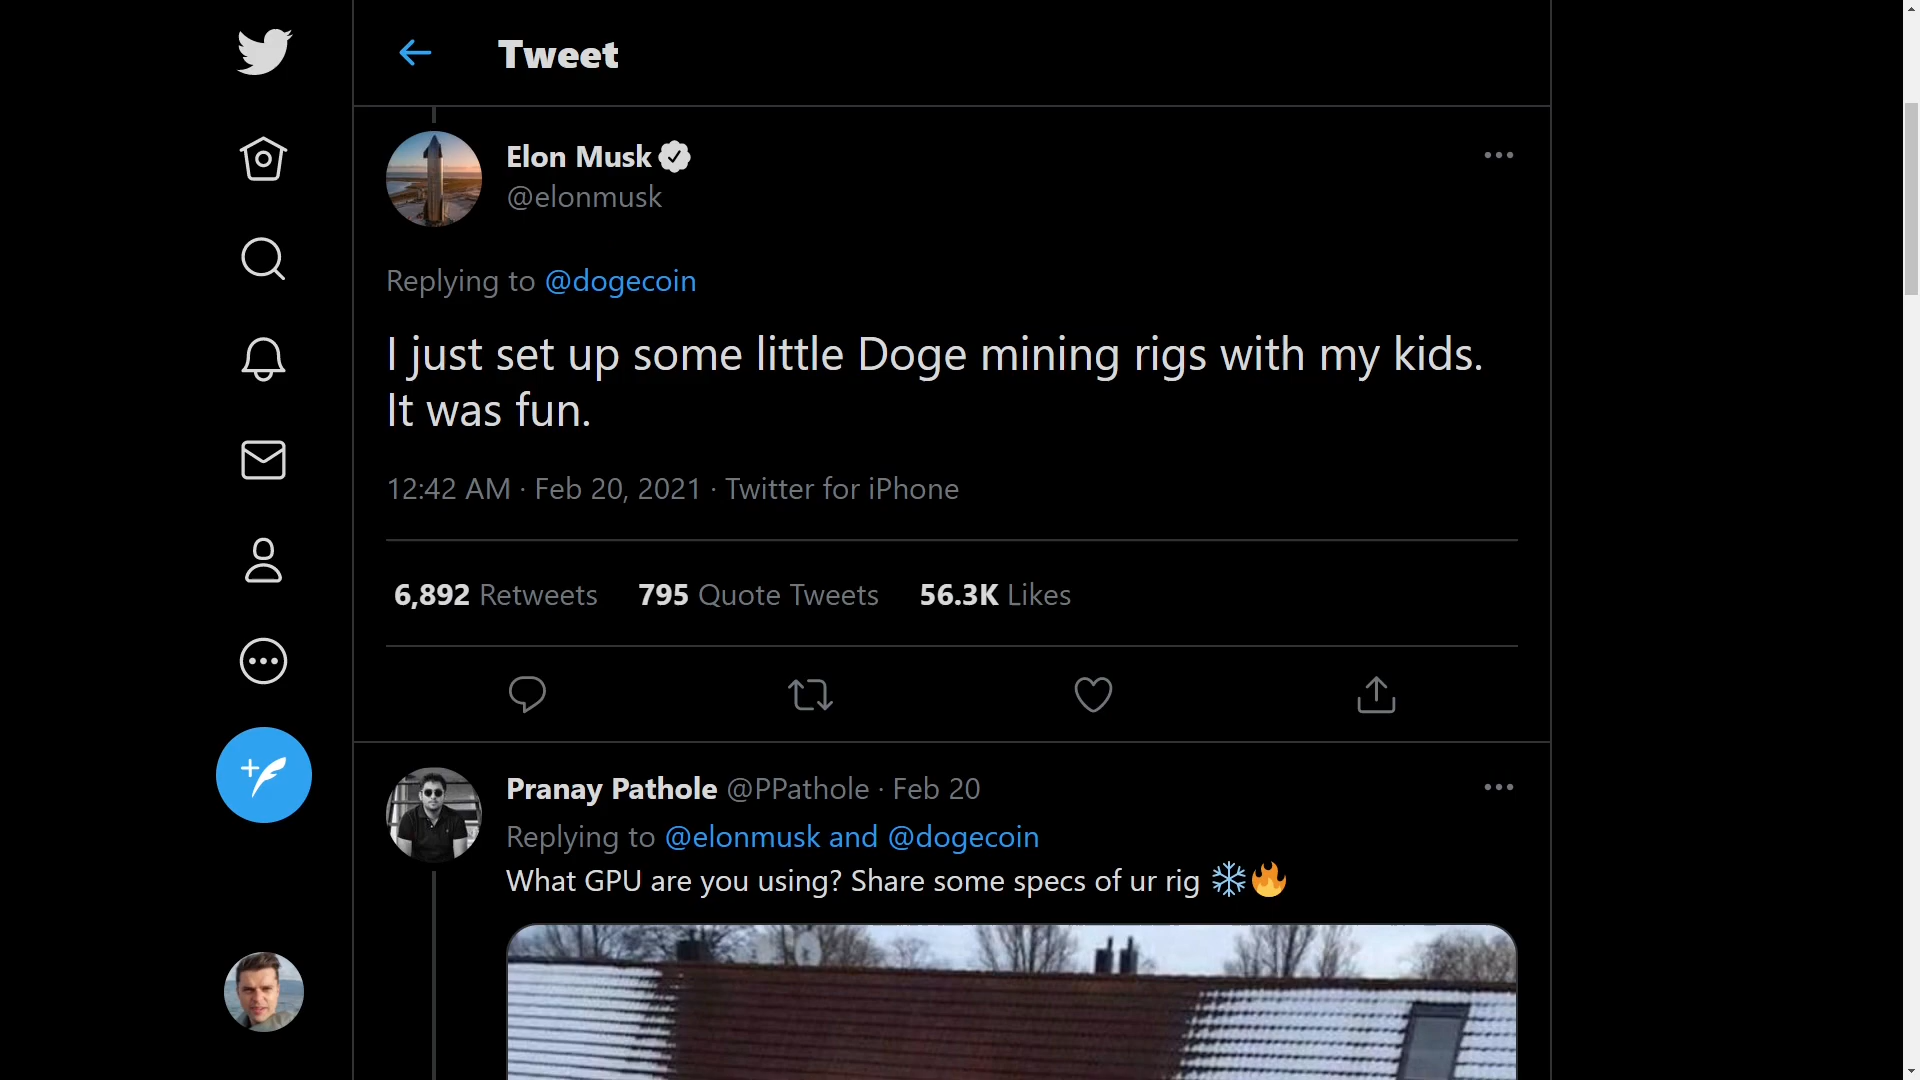 Tweet
Elon Musk
@elonmusk
Replying to @dogecoin
I just set up some little Doge mining rigs with my kids.
It was fun.
12:42 AM · Feb 20, 2021 · Twitter for iPhone
6,892 Retweets 795 Quote Tweets 56.3K Likes
Pranay Pathole @PPathole · Feb 20
Replying to @elonmusk and @dogecoin
What GPU are you using? Share some specs of ur rig ❄️🔥